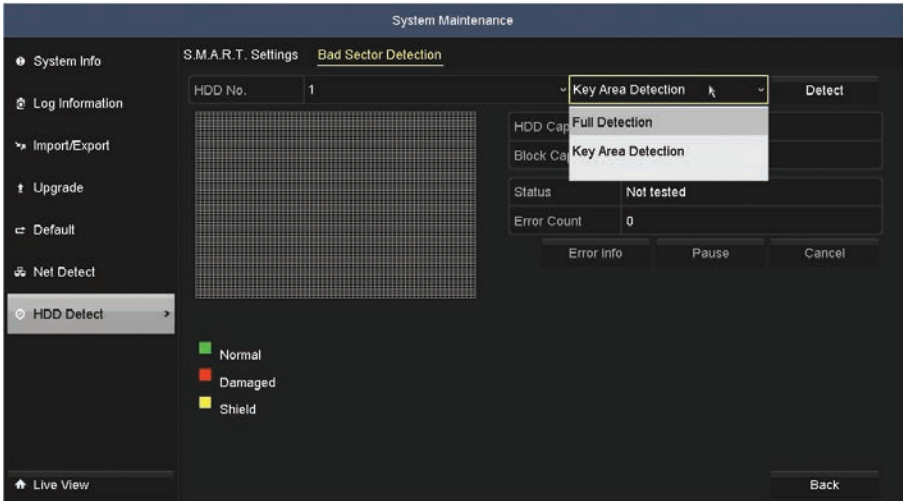 System Maintenance
System Info
Log Information
Import/Export
Upgrade
Default
Net Detect
HDD Detect
Live View
S.M.A.R.T. Settings
Bad Sector Detection
HDD No.
1
Key Area Detection
Detect
Full Detection
Key Area Detection
HDD Cap
Block Ca
Status
Not tested
Error Count
0
Error info
Pause
Cancel
Normal
Damaged
Shield
Back